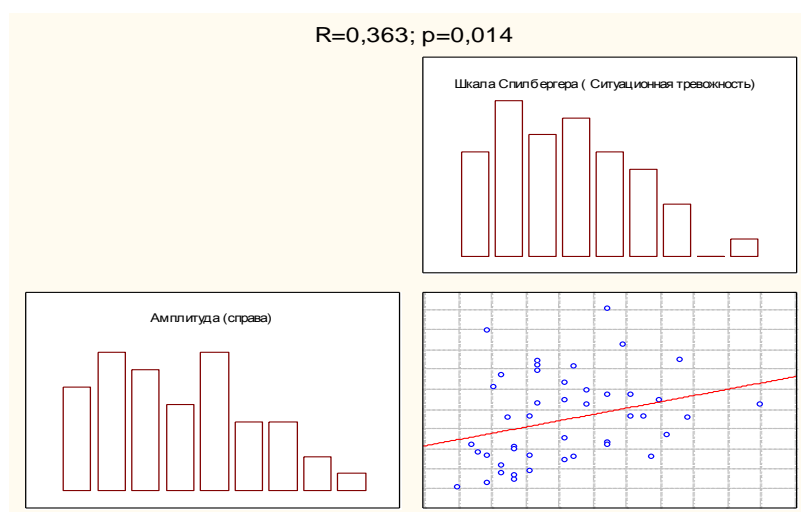 R=0,363; p=0,014
Шкала Спилбергера ( Ситуационная тревожность)
Амплитуда (справа)